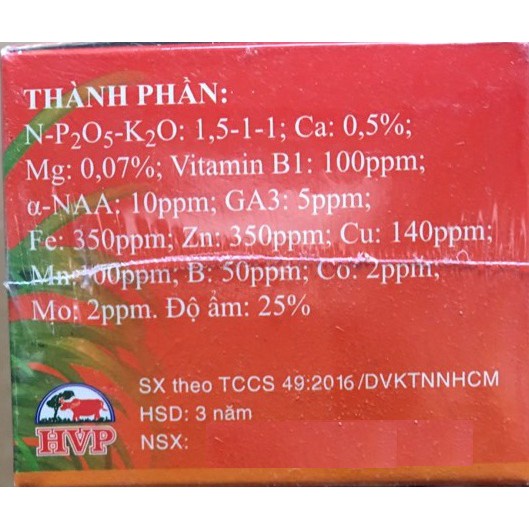 THÀNH PHẦN:
N-P₂O₅-K₂O: 1,5-1-1; Ca: 0,5%;
Mg: 0,07%; Vitamin B1: 100ppm;
α-NAA: 10ppm; GA3: 5ppm;
Fe: 350ppm; Zn: 350ppm; Cu: 140ppm;
Mn: B: 50ppm; Co: 2ppm;
Mo: 2ppm. Độ ẩm: 25%
SX theo TCCS 49:2016/DVKTNNHCM
HSD: 3 năm
NSX:
HVP